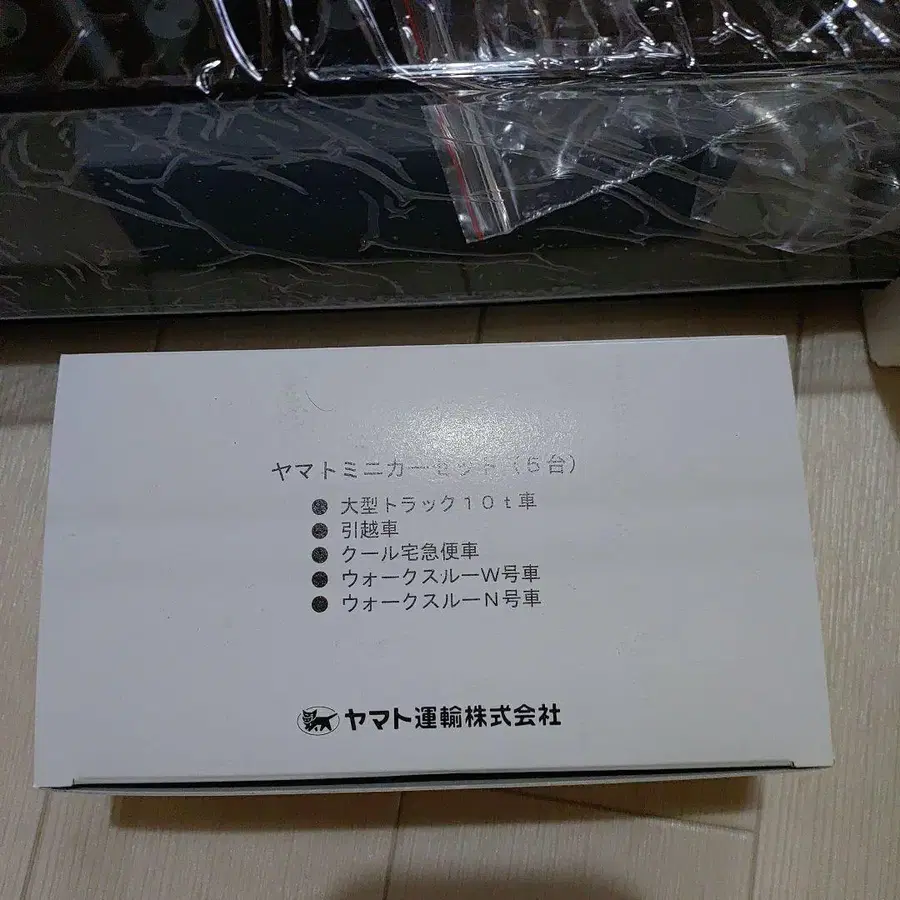 ヤマトミニカーセット（５台）
● 大型トラック１０ｔ車
● 引越車
● クール宅急便車
● ウォークスルーＷ号車
● ウォークスルーＮ号車
ヤマト運輸株式会社